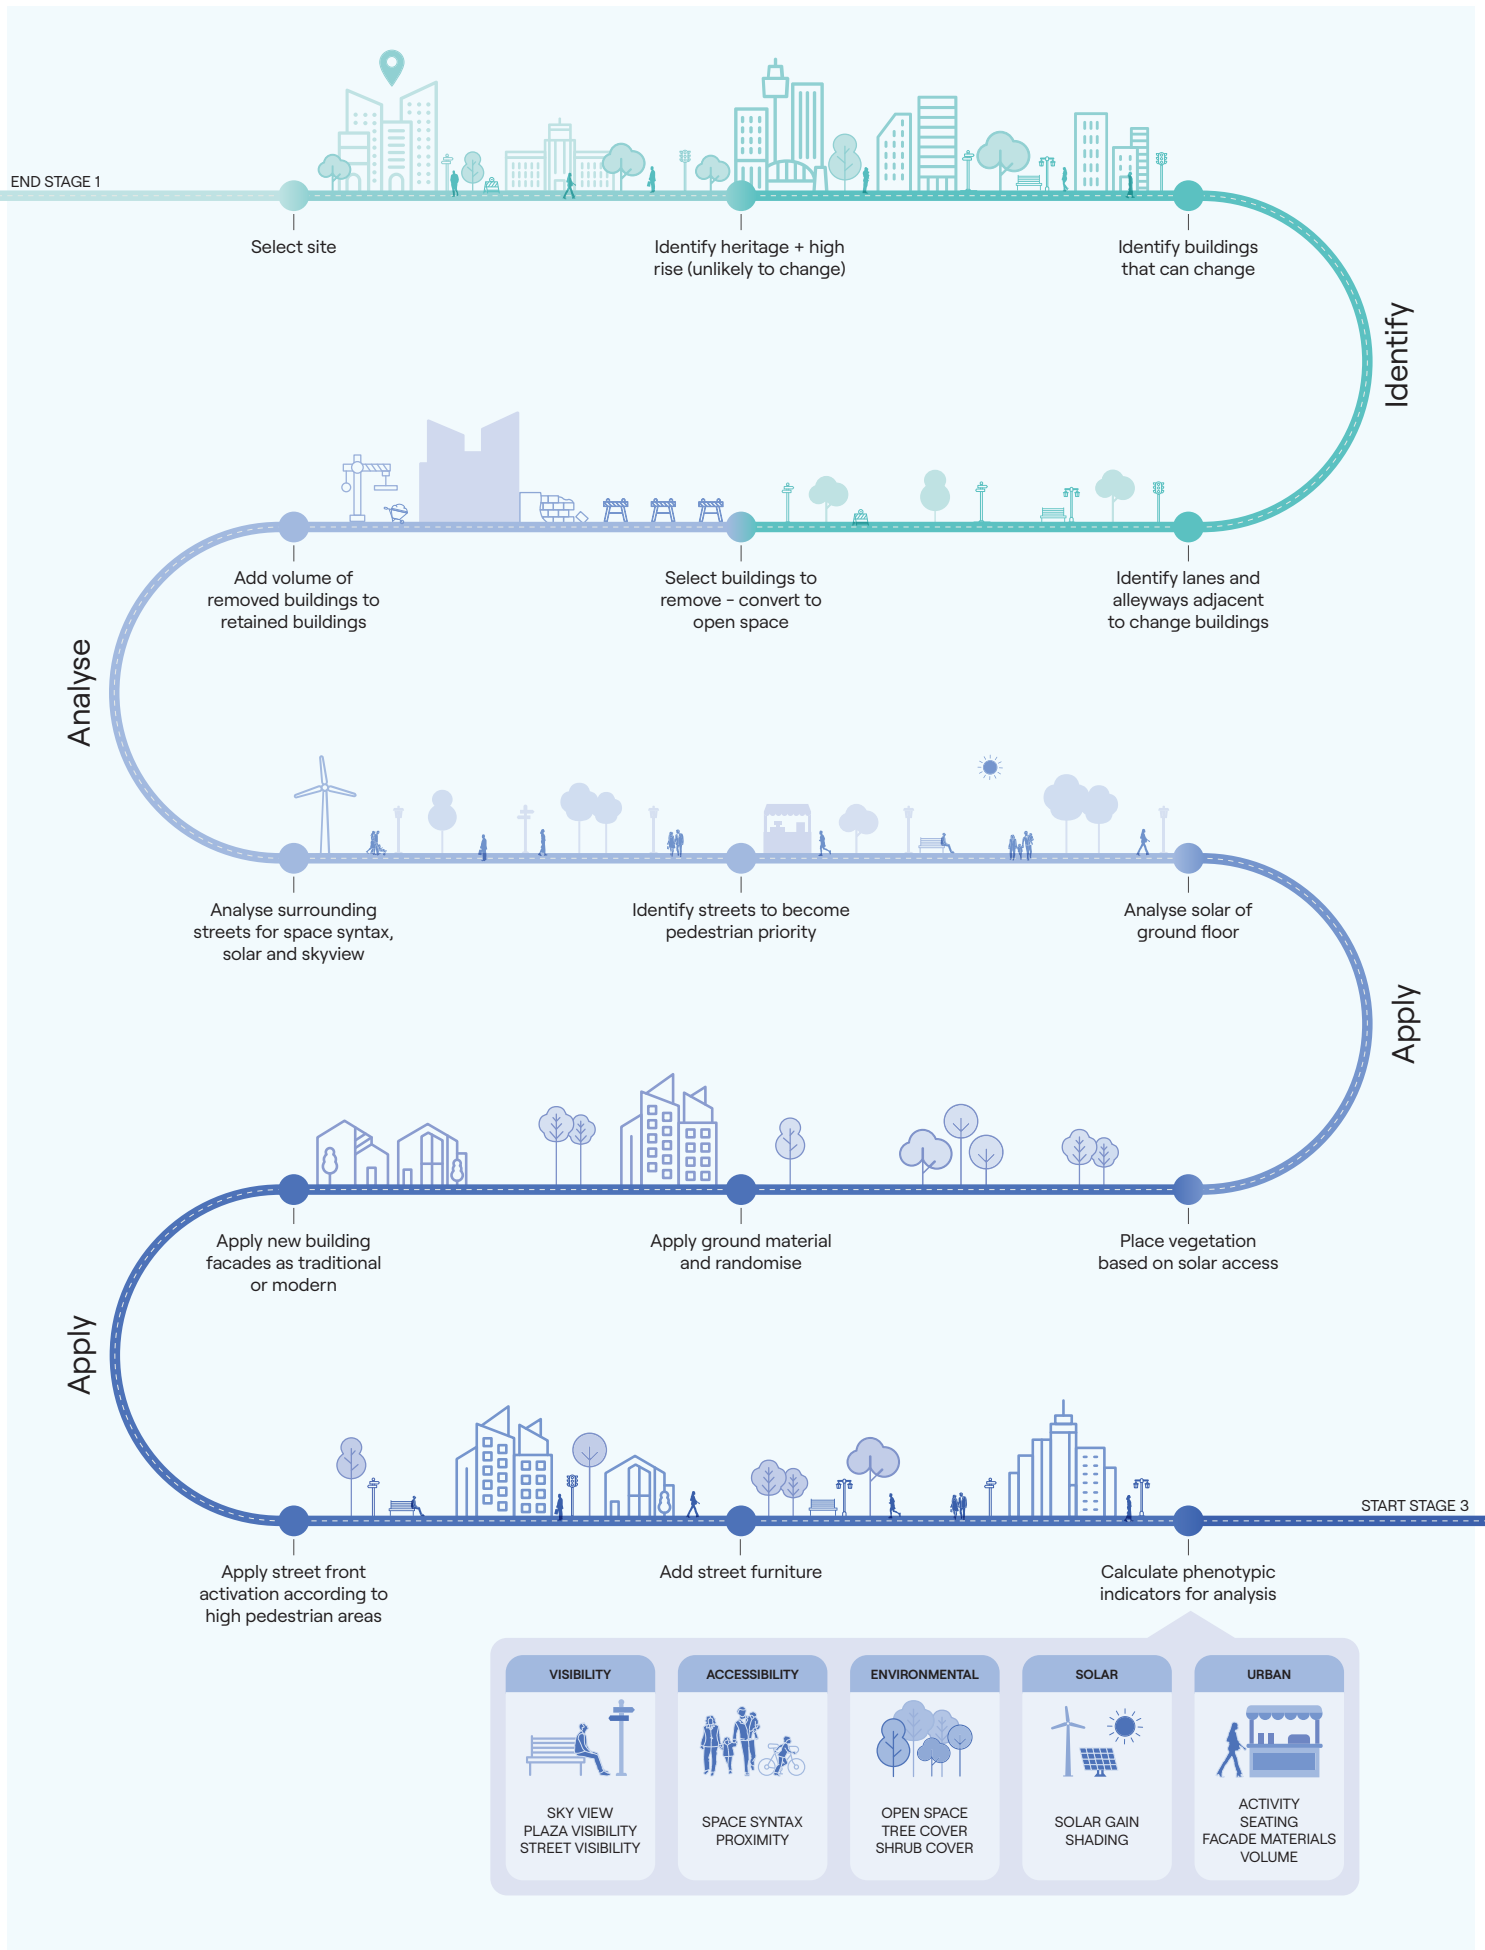 END STAGE 1
Select site
Identify heritage + high
rise (unlikely to change)
Identify buildings
that can change
Identify
Add volume of
removed buildings to
retained buildings
Select buildings to
remove - convert to
open space
Identify lanes and
alleyways adjacent
to change buildings
Analyse
Analyse surrounding
streets for space syntax,
solar and skyview
Identify streets to become
pedestrian priority
Analyse solar of
ground floor
Apply
Apply new building
facades as traditional
or modern
Apply ground material
and randomise
Place vegetation
based on solar access
Apply
START STAGE 3
Apply street front
activation according to
high pedestrian areas
Add street furniture
Calculate phenotypic
indicators for analysis
VISIBILITY
SKY VIEW
PLAZA VISIBILITY
STREET VISIBILITY
ACCESSIBILITY
SPACE SYNTAX
PROXIMITY
ENVIRONMENTAL
OPEN SPACE
TREE COVER
SHRUB COVER
SOLAR
SOLAR GAIN
SHADING
URBAN
ACTIVITY
SEATING
FACADE MATERIALS
VOLUME